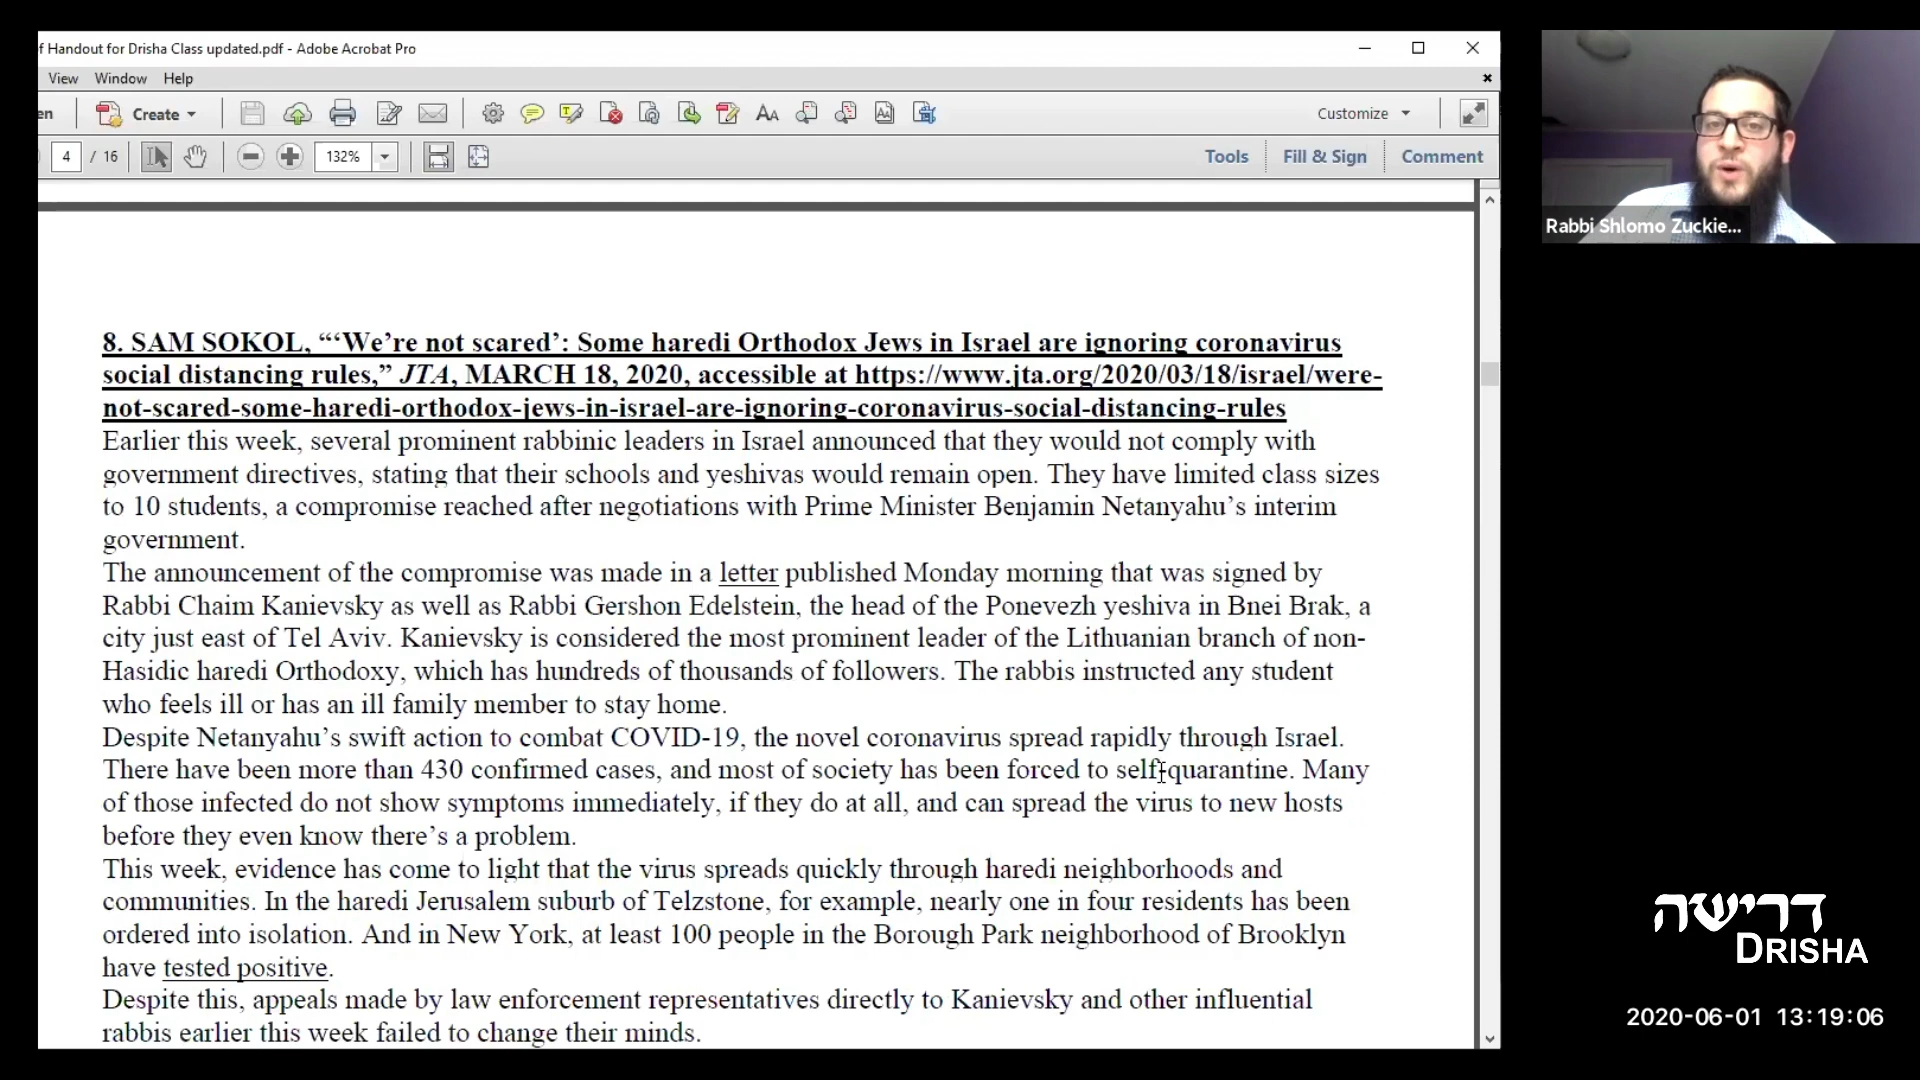 f Handout for Drisha Class updated.pdf - Adobe Acrobat Pro
View Window Help
en Create Customize
4 / 16 132% Tools Fill & Sign Comment
8. SAM SOKOL, “‘We’re not scared’: Some haredi Orthodox Jews in Israel are ignoring coronavirus
social distancing rules,” JTA, MARCH 18, 2020, accessible at https://www.jta.org/2020/03/18/israel/were-
not-scared-some-haredi-orthodox-jews-in-israel-are-ignoring-coronavirus-social-distancing-rules
Earlier this week, several prominent rabbinic leaders in Israel announced that they would not comply with
government directives, stating that their schools and yeshivas would remain open. They have limited class sizes
to 10 students, a compromise reached after negotiations with Prime Minister Benjamin Netanyahu’s interim
government.
The announcement of the compromise was made in a letter published Monday morning that was signed by
Rabbi Chaim Kanievsky as well as Rabbi Gershon Edelstein, the head of the Ponevezh yeshiva in Bnei Brak, a
city just east of Tel Aviv. Kanievsky is considered the most prominent leader of the Lithuanian branch of non-
Hasidic haredi Orthodoxy, which has hundreds of thousands of followers. The rabbis instructed any student
who feels ill or has an ill family member to stay home.
Despite Netanyahu’s swift action to combat COVID-19, the novel coronavirus spread rapidly through Israel.
There have been more than 430 confirmed cases, and most of society has been forced to self-quarantine. Many
of those infected do not show symptoms immediately, if they do at all, and can spread the virus to new hosts
before they even know there’s a problem.
This week, evidence has come to light that the virus spreads quickly through haredi neighborhoods and
communities. In the haredi Jerusalem suburb of Telzstone, for example, nearly one in four residents has been
ordered into isolation. And in New York, at least 100 people in the Borough Park neighborhood of Brooklyn
have tested positive.
Despite this, appeals made by law enforcement representatives directly to Kanievsky and other influential
rabbis earlier this week failed to change their minds.
Rabbi Shlomo Zuckie...
דרישה
DRISHA
2020-06-01 13:19:06